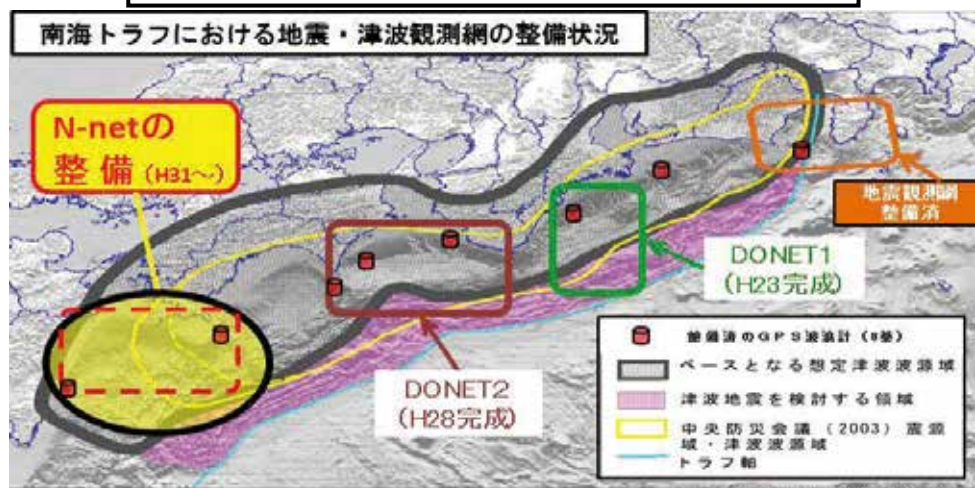 南海トラフにおける地震・津波観測網の整備状況
N-netの
整備（H31～）
地震観測網
整備済
DONET1
（H23完成）
DONET2
（H28完成）
整備済のGPS波浪計（8基）
ベースとなる想定津波波源域
津波地震を検討する領域
中央防災会議（2003）震源
域・津波波源域
トラフ軸